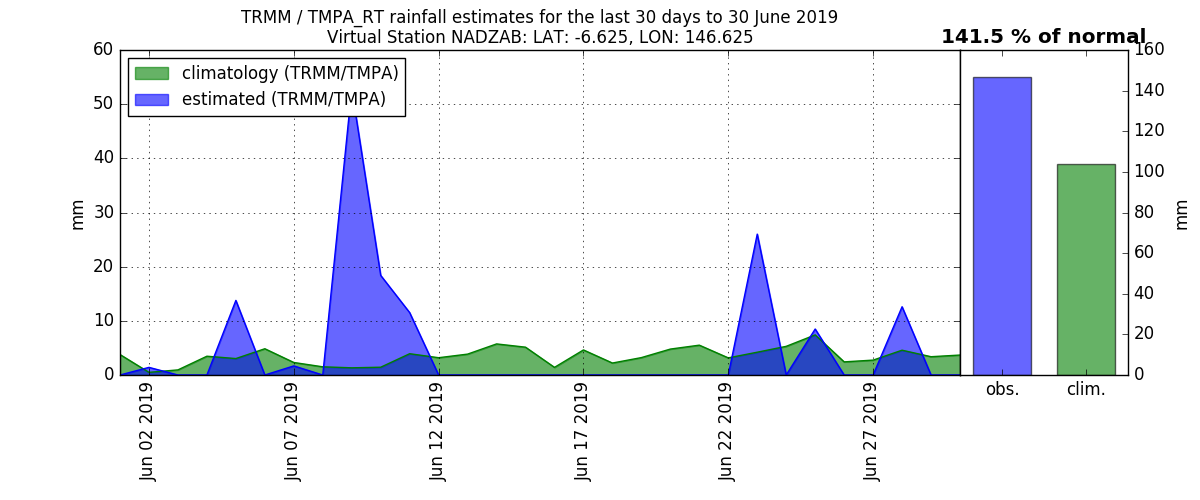 TRMM / TMPA_RT rainfall estimates for the last 30 days to 30 June 2019
Virtual Station NADZAB: LAT: -6.625, LON: 146.625
141.5 % of normal
climatology (TRMM/TMPA)
estimated (TRMM/TMPA)
60
50
40
30
20
10
0
mm
Jun 02 2019
Jun 07 2019
Jun 12 2019
Jun 17 2019
Jun 22 2019
Jun 27 2019
160
140
120
100
80
60
40
20
0
mm
obs.
clim.